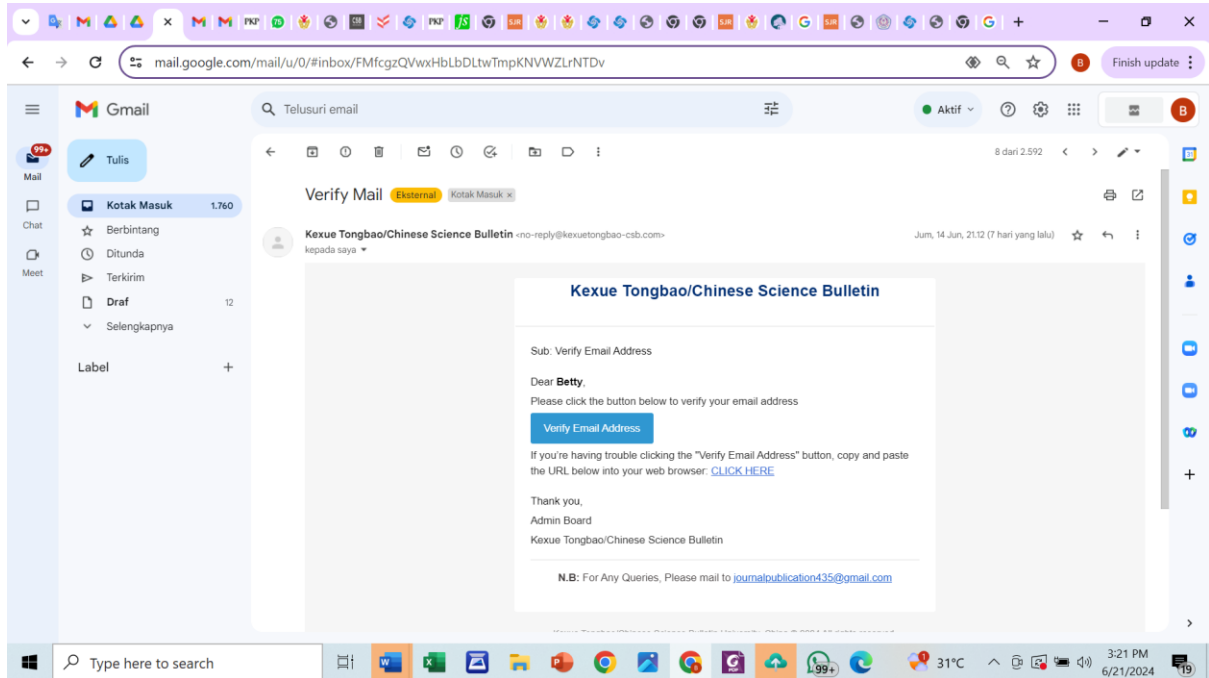 mail.google.com/mail/u/0/#inbox/FMfcgzQVwxHbLbDLtwTmpKNVWZLrNTDv
B
Finish update
Gmail
Telusuri email
Aktif
B
99+
Mail
Chat
Meet
Tulis
Kotak Masuk 1.760
Berbintang
Ditunda
Terkirim
Draf 12
Selengkapnya
Label
8 dari 2.592
Verify Mail Eksternal Kotak Masuk ×
Kexue Tongbao/Chinese Science Bulletin <no-reply@kexuetongbao-csb.com> Jum, 14 Jun, 21.12 (7 hari yang lalu)
kepada saya
Kexue Tongbao/Chinese Science Bulletin
Sub: Verify Email Address
Dear Betty,
Please click the button below to verify your email address
Verify Email Address
If you're having trouble clicking the "Verify Email Address" button, copy and paste
the URL below into your web browser: CLICK HERE
Thank you,
Admin Board
Kexue Tongbao/Chinese Science Bulletin
N.B: For Any Queries, Please mail to journalpublication435@gmail.com
Type here to search
99+
31°C
3:21 PM
6/21/2024
19